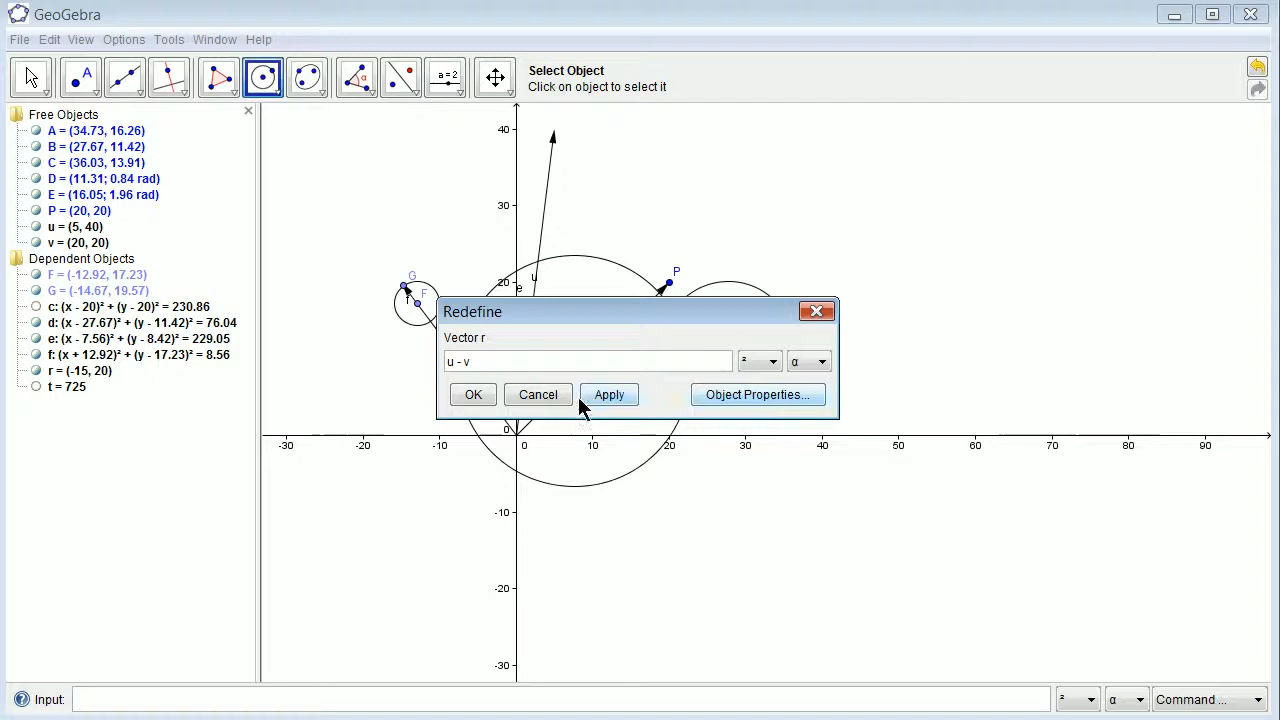 GeoGebra
File Edit View Options Tools Window Help
A
α
a = 2
Select Object
Click on object to select it
Free Objects
A = (34.73, 16.26)
B = (27.67, 11.42)
C = (36.03, 13.91)
D = (11.31; 0.84 rad)
E = (16.05; 1.96 rad)
P = (20, 20)
u = (5, 40)
v = (20, 20)
Dependent Objects
F = (-12.92, 17.23)
G = (-14.67, 19.57)
c: (x - 20)² + (y - 20)² = 230.86
d: (x - 27.67)² + (y - 11.42)² = 76.04
e: (x - 7.56)² + (y - 8.42)² = 229.05
f: (x + 12.92)² + (y - 17.23)² = 8.56
r = (-15, 20)
t = 725
40
30
20
G
F
f
e
u
P
Redefine
Vector r
u - v
²
α
OK Cancel Apply Object Properties...
0
-30 -20 -10 0 10 20 30 40 50 60 70 80 90
-10
-20
-30
Input:
²
α
Command ...